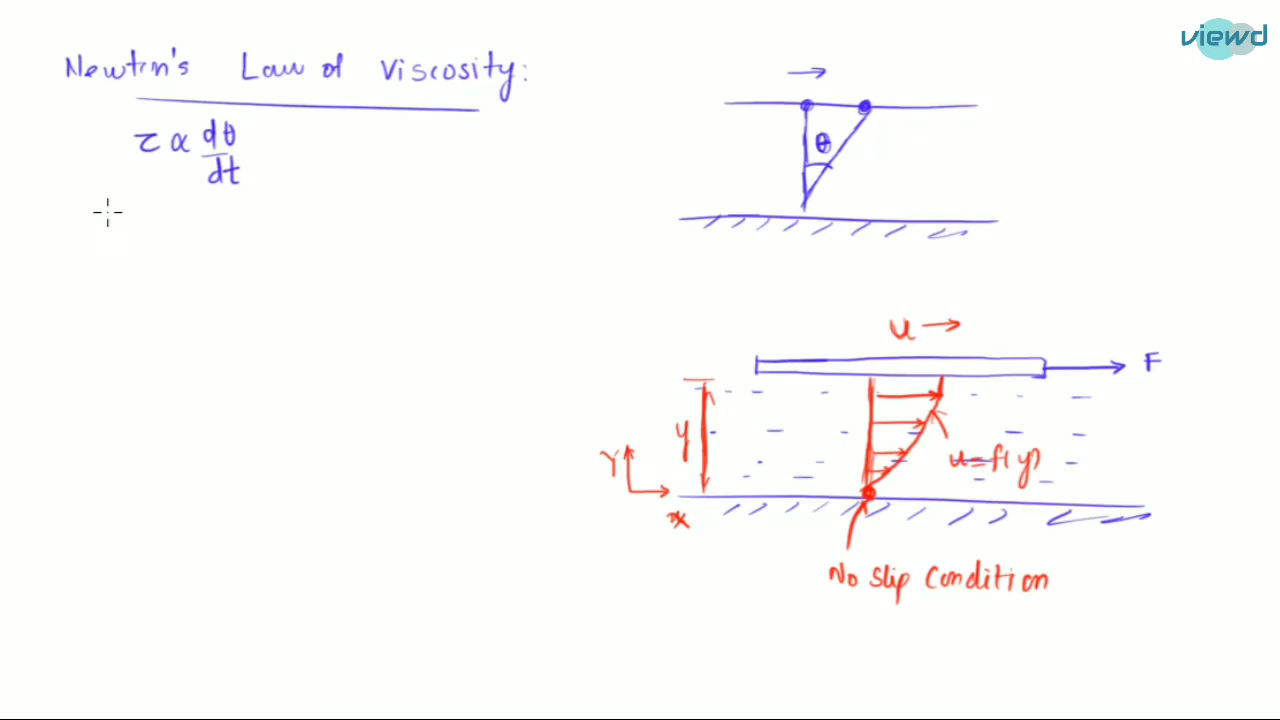 viewd
Newton's Law of Viscosity:
τ ∝ dθ/dt
θ
u →
F
y
u = f(y)
Y
x
No slip Condition